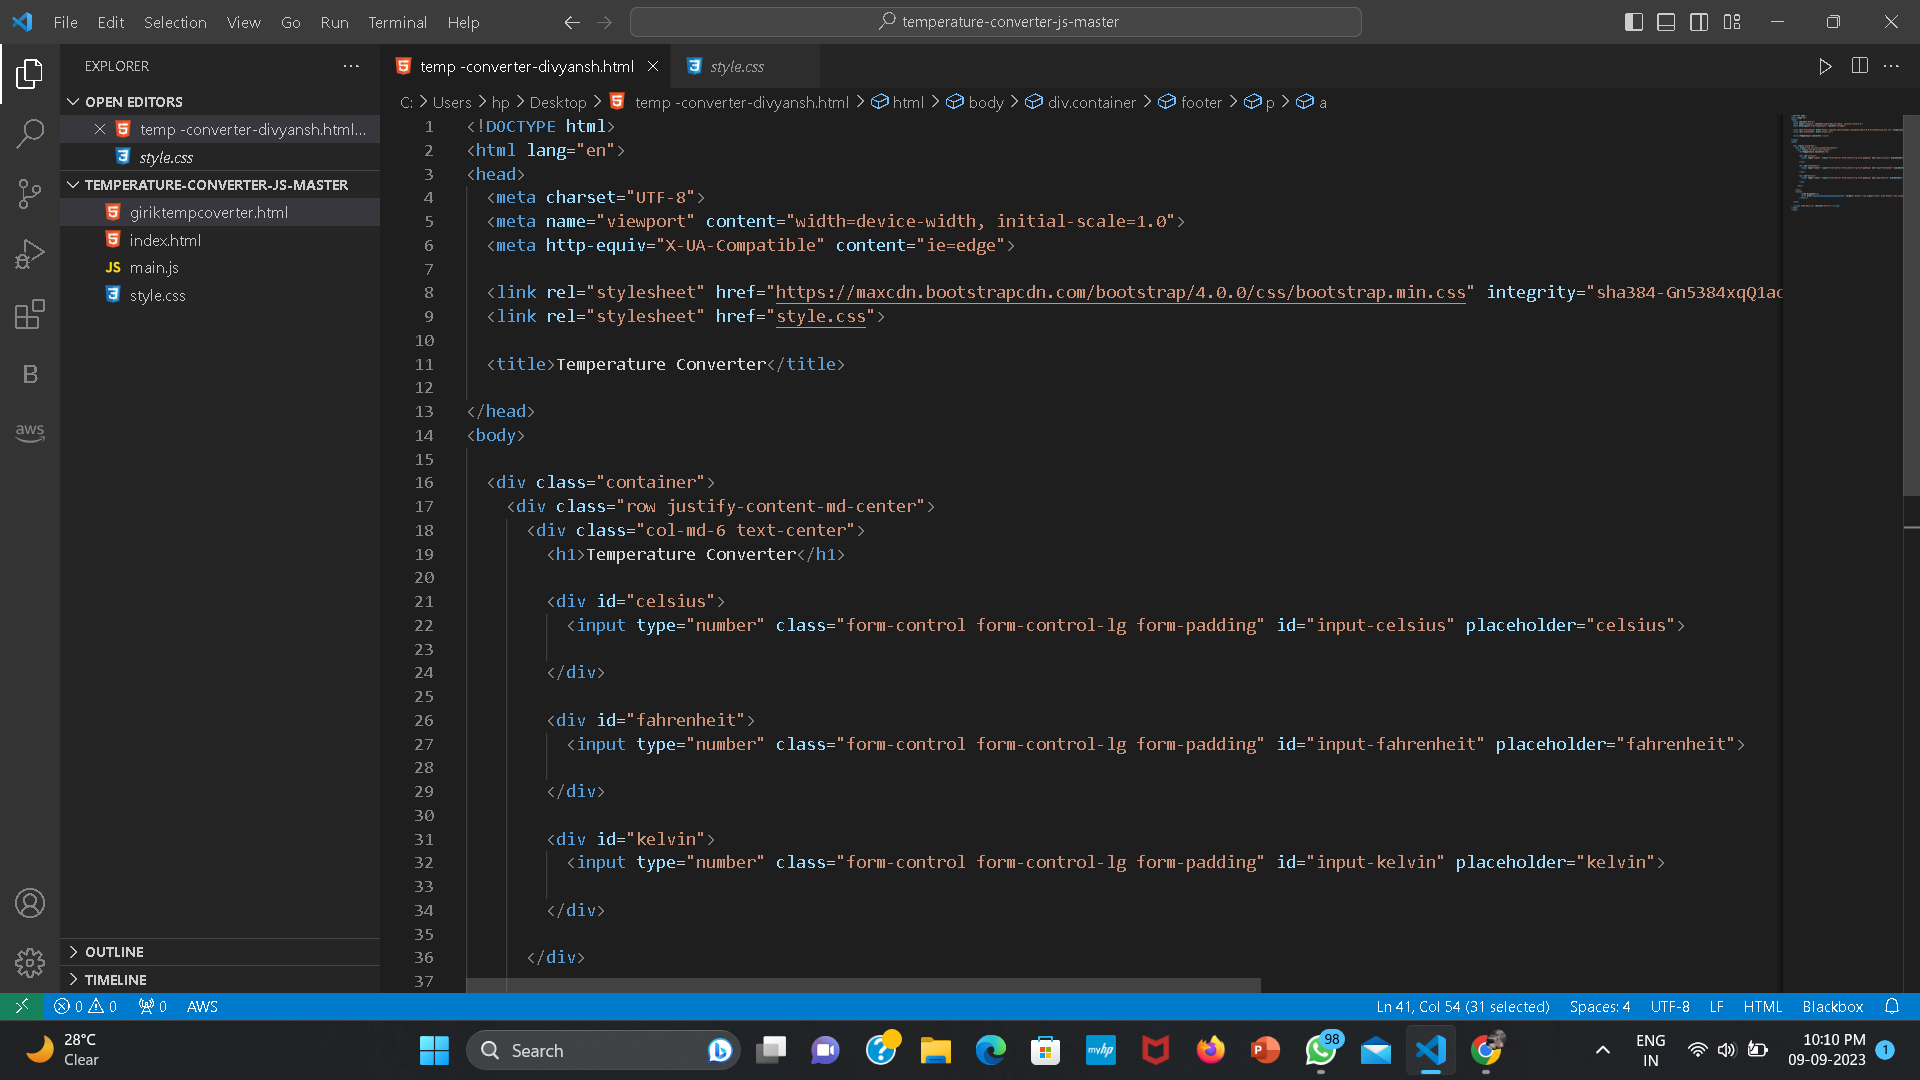 File Edit Selection View Go Run Terminal Help
temperature-converter-js-master
EXPLORER
OPEN EDITORS
temp -converter-divyansh.html...
style.css
TEMPERATURE-CONVERTER-JS-MASTER
giriktempcoverter.html
index.html
JS main.js
style.css
OUTLINE
TIMELINE
B
aws
temp -converter-divyansh.html
style.css
C: > Users > hp > Desktop > temp -converter-divyansh.html > html > body > div.container > footer > p > a
1 <!DOCTYPE html>
2 <html lang="en">
3 <head>
4 <meta charset="UTF-8">
5 <meta name="viewport" content="width=device-width, initial-scale=1.0">
6 <meta http-equiv="X-UA-Compatible" content="ie=edge">
7
8 <link rel="stylesheet" href="https://maxcdn.bootstrapcdn.com/bootstrap/4.0.0/css/bootstrap.min.css" integrity="sha384-Gn5384xqQ1ao
9 <link rel="stylesheet" href="style.css">
10
11 <title>Temperature Converter</title>
12
13 </head>
14 <body>
15
16 <div class="container">
17 <div class="row justify-content-md-center">
18 <div class="col-md-6 text-center">
19 <h1>Temperature Converter</h1>
20
21 <div id="celsius">
22 <input type="number" class="form-control form-control-lg form-padding" id="input-celsius" placeholder="celsius">
23
24 </div>
25
26 <div id="fahrenheit">
27 <input type="number" class="form-control form-control-lg form-padding" id="input-fahrenheit" placeholder="fahrenheit">
28
29 </div>
30
31 <div id="kelvin">
32 <input type="number" class="form-control form-control-lg form-padding" id="input-kelvin" placeholder="kelvin">
33
34 </div>
35
36 </div>
37
0 0 0 AWS
Ln 41, Col 54 (31 selected) Spaces: 4 UTF-8 LF HTML Blackbox
28°C
Clear
Search
myhp
98
ENG
IN
10:10 PM
09-09-2023
1